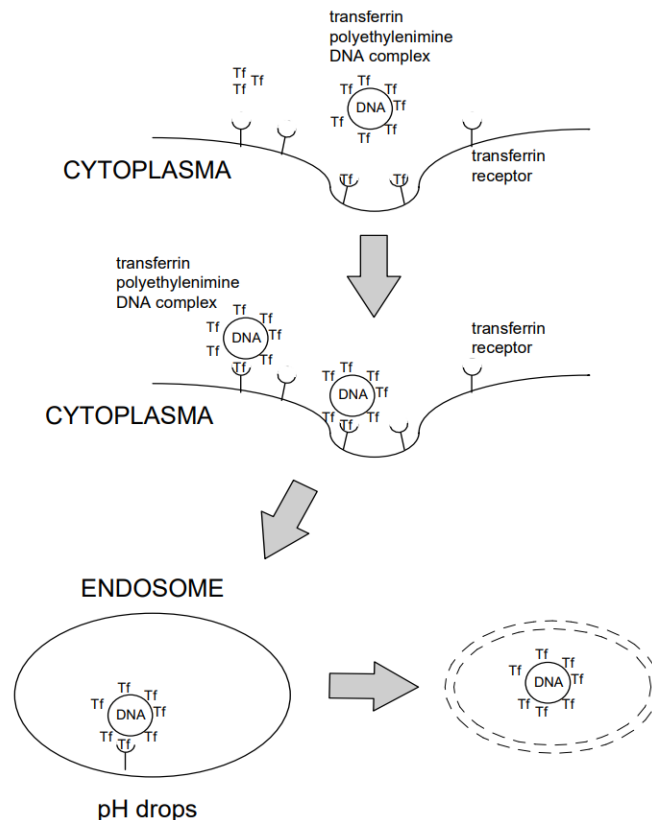 transferrin
polyethylenimine
DNA complex
Tf
Tf
Tf
Tf
Tf
Tf
Tf
DNA
Tf
Tf
Tf
CYTOPLASMA
Tf
Tf
transferrin
receptor
transferrin
polyethylenimine
DNA complex
Tf
Tf
Tf
DNA
Tf
Tf
Tf
Tf
transferrin
receptor
CYTOPLASMA
Tf
Tf
Tf
DNA
Tf
Tf
Tf
Tf
ENDOSOME
Tf
Tf
Tf
DNA
Tf
Tf
Tf
Tf
pH drops
Tf
Tf
Tf
DNA
Tf
Tf
Tf
Tf